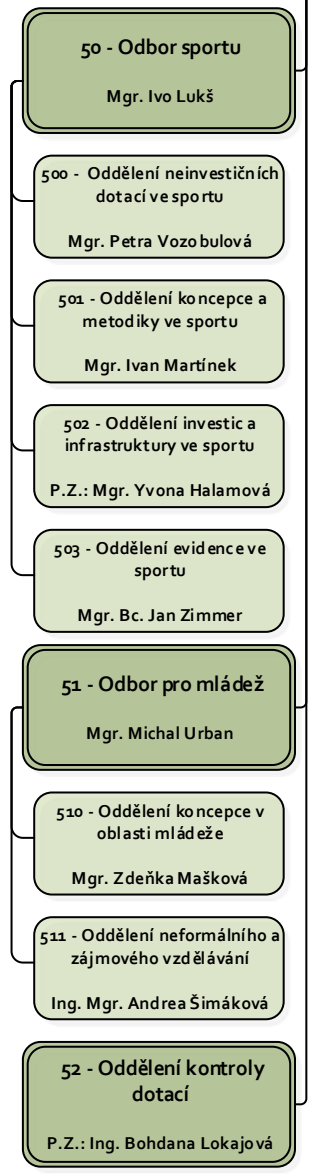 50 - Odbor sportu
Mgr. Ivo Lukš
500 - Oddělení neinvestičních
dotací ve sportu
Mgr. Petra Vozobulová
501 - Oddělení koncepce a
metodiky ve sportu
Mgr. Ivan Martínek
502 - Oddělení investic a
infrastruktury ve sportu
P.Z.: Mgr. Yvona Halamová
503 - Oddělení evidence ve
sportu
Mgr. Bc. Jan Zimmer
51 - Odbor pro mládež
Mgr. Michal Urban
510 - Oddělení koncepce v
oblasti mládeže
Mgr. Zdeňka Mašková
511 - Oddělení neformálního a
zájmového vzdělávání
Ing. Mgr. Andrea Šimáková
52 - Oddělení kontroly
dotací
P.Z.: Ing. Bohdana Lokajová